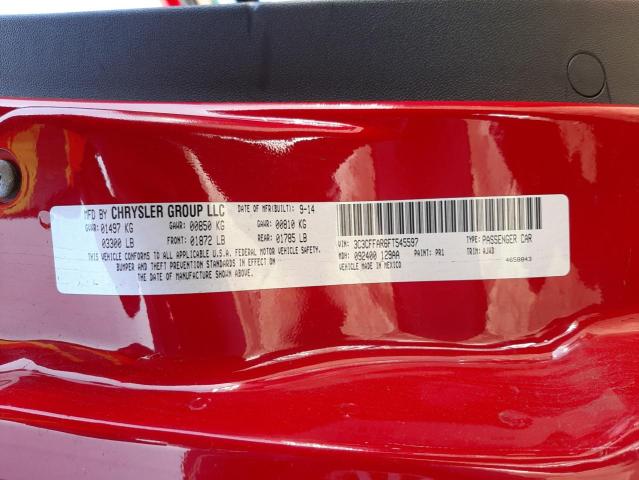 MFD BY CHRYSLER GROUP LLC DATE OF MFR(BUILT): 9-14
GVWR: 01497 KG GAWR: 00850 KG GAWR: 00810 KG
03300 LB FRONT: 01872 LB REAR: 01785 LB
THIS VEHICLE CONFORMS TO ALL APPLICABLE U.S.A. FEDERAL MOTOR VEHICLE SAFETY,
BUMPER AND THEFT PREVENTION STANDARDS IN EFFECT ON
THE DATE OF MANUFACTURE SHOWN ABOVE.
VIN: 3C3CFFAR6FT545597 TYPE: PASSENGER CAR
MDH: 092400 129AA PAINT: PR1 TRIM: AJAB
VEHICLE MADE IN MEXICO 4658843